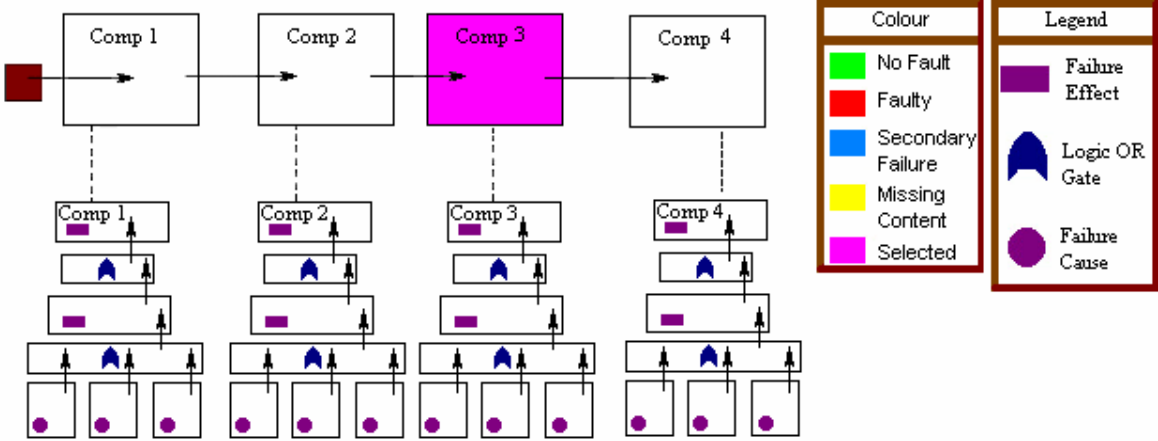 Comp 1
Comp 2
Comp 3
Comp 4
Comp 1
Comp 2
Comp 3
Comp 4
Colour
No Fault
Faulty
Secondary
Failure
Missing
Content
Selected
Legend
Failure
Effect
Logic OR
Gate
Failure
Cause